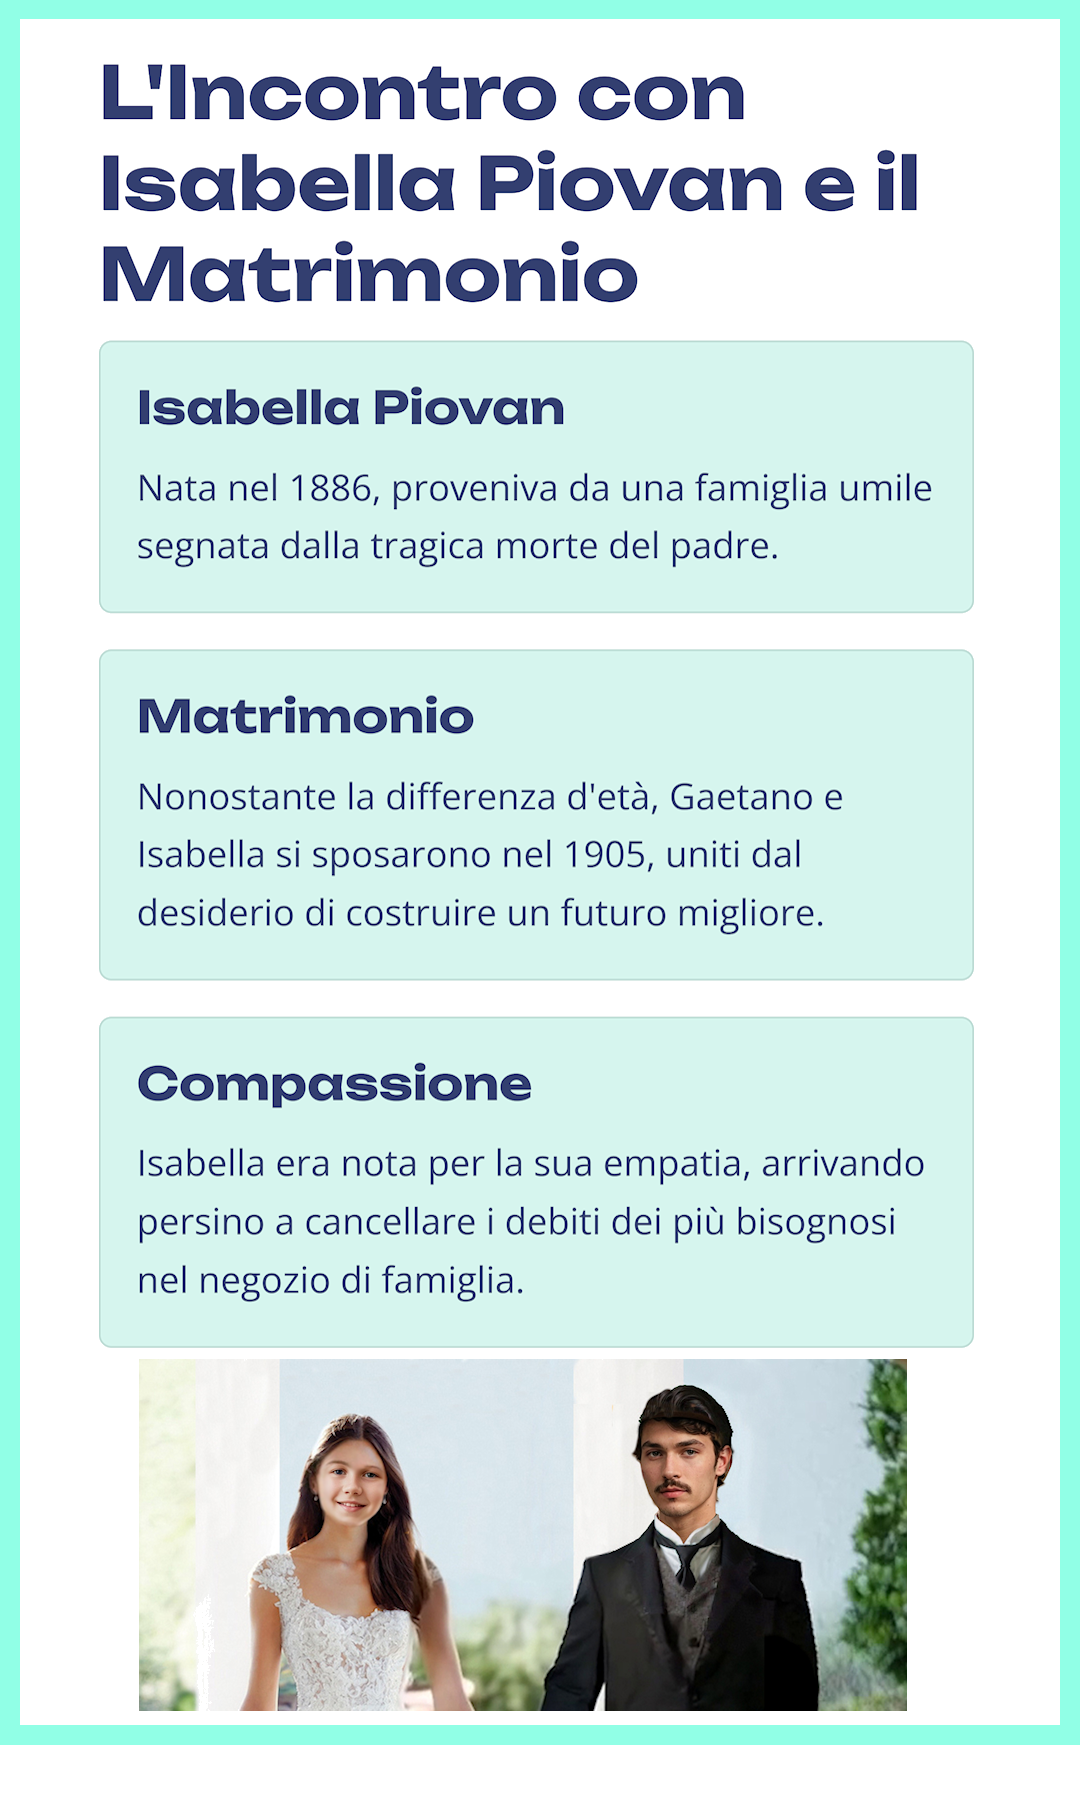 L'Incontro con
Isabella Piovan e il
Matrimonio
Isabella Piovan
Nata nel 1886, proveniva da una famiglia umile
segnata dalla tragica morte del padre.
Matrimonio
Nonostante la differenza d'età, Gaetano e
Isabella si sposarono nel 1905, uniti dal
desiderio di costruire un futuro migliore.
Compassione
Isabella era nota per la sua empatia, arrivando
persino a cancellare i debiti dei più bisognosi
nel negozio di famiglia.